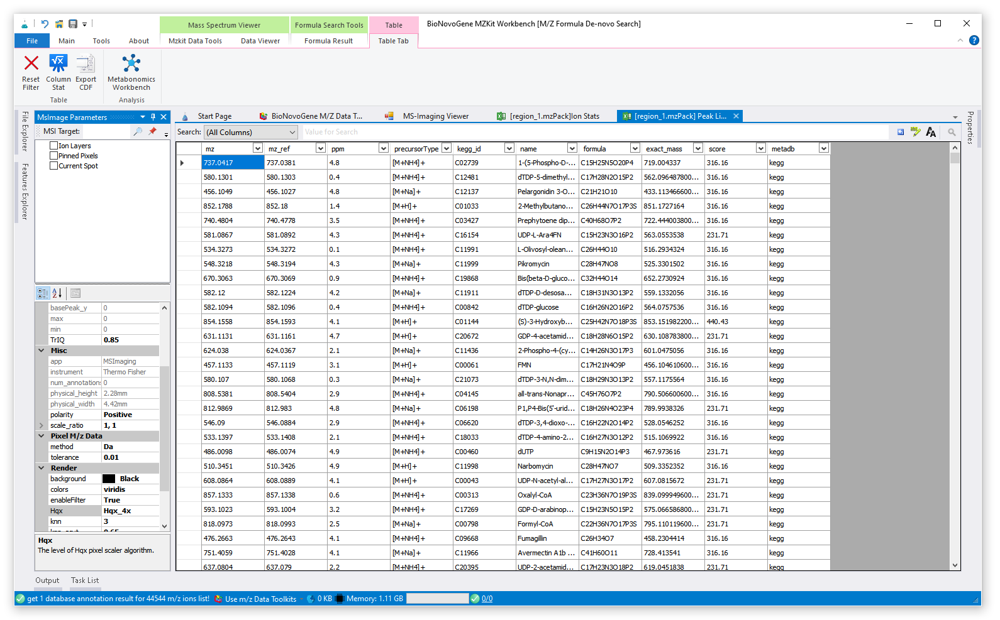 Mass Spectrum Viewer Formula Search Tools Table BioNovoGene MZKit Workbench [M/Z Formula De-novo Search]
File Main Tools About Mzkit Data Tools Data Viewer Formula Result Table Tab
Reset Filter
Column Stat
Export CDF
Metabonomics Workbench
Table Analysis
File Explorer
Features Explorer
MsImage Parameters
MSI Target:
Ion Layers
Pinned Pixels
Current Spot
basePeak_y 0
max 0
min 0
TrIQ 0.85
Misc
app MSImaging
instrument Thermo Fisher
num_annotations 0
physical_height 2.28mm
physical_width 4.42mm
polarity Positive
scale_ratio 1, 1
Pixel M/z Data
method Da
tolerance 0.01
Render
background Black
colors viridis
enableFilter True
Hqx Hqx_4x
knn 3
Hqx
The level of Hqx pixel scaler algorithm.
Output Task List
Start Page BioNovoGene M/Z Data T... MS-Imaging Viewer [region_1.mzPack]Ion Stats [region_1.mzPack] Peak Li...
Properties
Search: (All Columns) Value for Search
mz mz_ref ppm precursorType kegg_id name formula exact_mass score metadb
737.0417 737.0381 4.8 [M+NH4]+ C02739 1-(5-Phospho-D-... C15H25N5O20P4 719.004337 316.16 kegg
580.1301 580.1303 0.4 [M+NH4]+ C12481 dTDP-5-dimethyl... C17H28N2O15P2 562.096487800... 316.16 kegg
456.1049 456.1027 4.8 [M+Na]+ C12137 Pelargonidin 3-O... C21H21O10 433.113466600... 316.16 kegg
852.1788 852.18 1.4 [M+H]+ C01033 2-Methylbutano... C26H44N7O17P3S 851.1727164 316.16 kegg
740.4804 740.4778 3.5 [M+NH4]+ C03427 Prephytoene dip... C40H68O7P2 722.444003800... 316.16 kegg
581.0867 581.0892 4.3 [M+NH4]+ C16154 UDP-L-Ara4FN C15H23N3O16P2 563.0553538 231.71 kegg
534.3273 534.3272 0.1 [M+NH4]+ C11991 L-Olivosyl-olean... C26H44O10 516.2934324 316.16 kegg
548.3218 548.3194 4.3 [M+Na]+ C11999 Pikromycin C28H47NO8 525.3301502 316.16 kegg
670.3063 670.3069 0.9 [M+NH4]+ C19868 Bis(beta-D-gluco... C32H44O14 652.2730924 316.16 kegg
582.12 582.1224 4.2 [M+Na]+ C11911 dTDP-D-desosa... C18H31N3O13P2 559.1332056 316.16 kegg
582.1094 582.1096 0.4 [M+NH4]+ C00842 dTDP-glucose C16H26N2O16P2 564.0757536 316.16 kegg
854.1558 854.1593 4.1 [M+H]+ C01144 (S)-3-Hydroxyb... C25H42N7O18P3S 853.151982200... 440.43 kegg
631.1131 631.1161 4.7 [M+H]+ C20672 GDP-4-acetamid... C18H28N6O15P2 630.108783800... 231.71 kegg
624.038 624.0367 2.1 [M+Na]+ C11436 2-Phospho-4-(cy... C14H26N3O17P3 601.0475056 316.16 kegg
457.1133 457.1119 3.1 [M+H]+ C00061 FMN C17H21N4O9P 456.104610600... 316.16 kegg
580.107 580.1068 0.3 [M+Na]+ C21073 dTDP-3-N,N-dim... C18H29N3O13P2 557.1175564 316.16 kegg
808.5381 808.5404 2.9 [M+NH4]+ C04145 all-trans-Nonapr... C45H76O7P2 790.506600600... 316.16 kegg
812.9869 812.983 4.8 [M+Na]+ C06198 P1,P4-Bis(5'-urid... C18H26N4O23P4 789.9938326 231.71 kegg
546.09 546.0884 2.9 [M+NH4]+ C06620 dTDP-3,4-dioxo-... C16H22N2O14P2 528.0546252 316.16 kegg
533.1397 533.1408 2.1 [M+NH4]+ C18033 dTDP-4-amino-2... C16H27N3O12P2 515.1069922 316.16 kegg
486.0098 486.0074 4.9 [M+NH4]+ C00460 dUTP C9H15N2O14P3 467.973616 231.71 kegg
510.3451 510.3426 4.9 [M+H]+ C11998 Narbomycin C28H47NO7 509.3352352 316.16 kegg
608.0864 608.0889 4.1 [M+H]+ C00043 UDP-N-acetyl-al... C17H27N3O17P2 607.0815672 231.71 kegg
857.1333 857.1338 0.6 [M+NH4]+ C00313 Oxalyl-CoA C23H36N7O19P3S 839.099949600... 231.71 kegg
593.1023 593.1004 3.2 [M+NH4]+ C17269 GDP-D-arabinop... C15H23N5O15P2 575.066586800... 231.71 kegg
818.0973 818.0993 2.5 [M+Na]+ C00798 Formyl-CoA C22H36N7O17P3S 795.110119600... 231.71 kegg
476.2663 476.2643 4.1 [M+NH4]+ C09668 Fumagillin C26H34O7 458.2304414 316.16 kegg
751.4059 751.4028 4.1 [M+Na]+ C11966 Avermectin A1b ... C41H60O11 728.413541 316.16 kegg
637.0804 637.079 2.2 [M+NH4]+ C20395 UDP-2-acetamid... C17H23N3O18P2 619.0451838 231.71 kegg
get 1 database annotation result for 44544 m/z ions list! Use m/z Data Toolkits 0 KB Memory: 1.11 GB 0/0